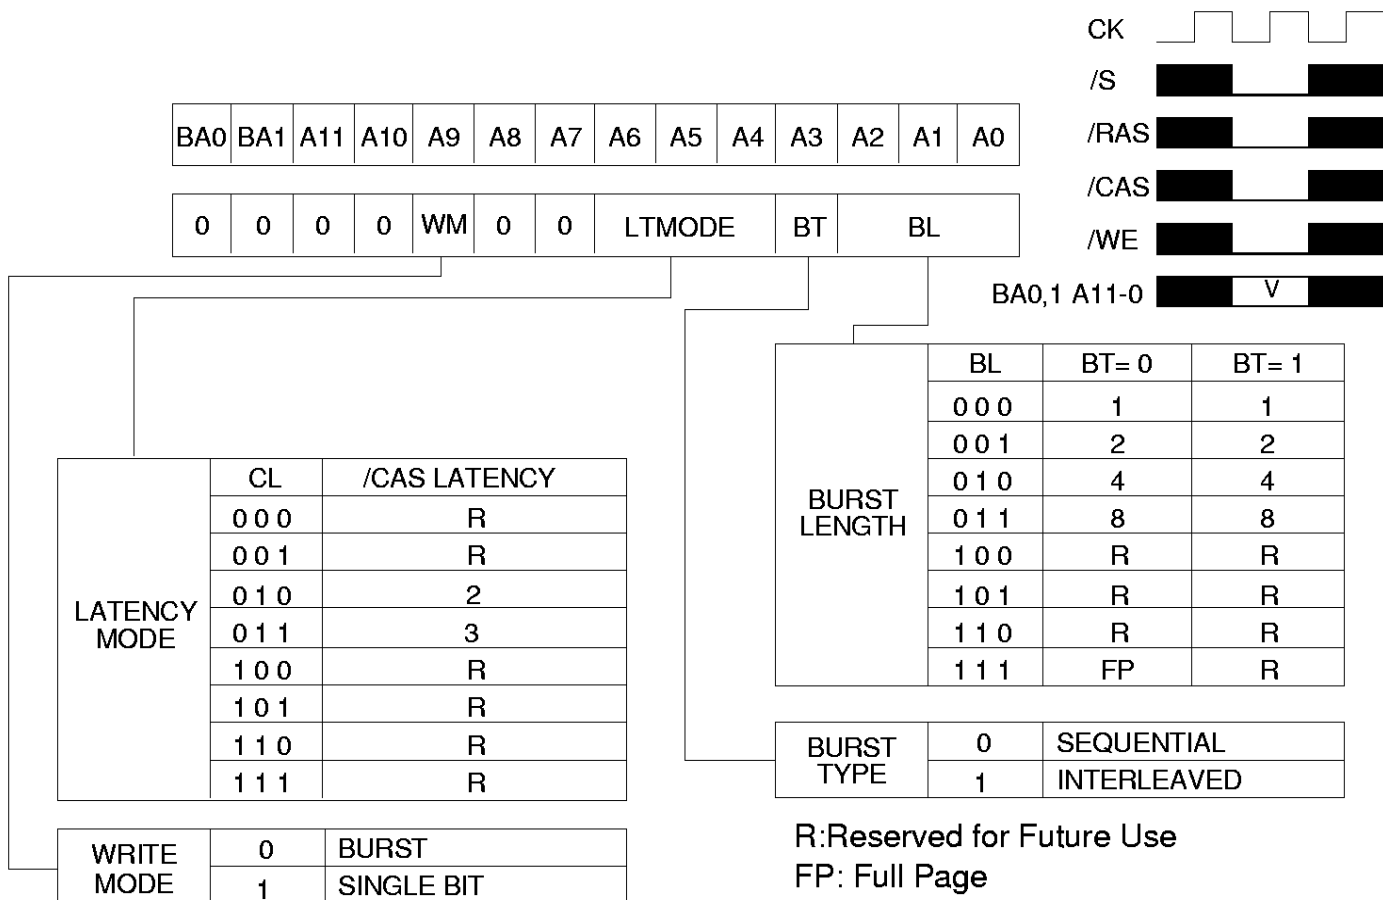 CK
/S
/RAS
/CAS
/WE
BA0,1 A11-0 V
BA0 BA1 A11 A10 A9 A8 A7 A6 A5 A4 A3 A2 A1 A0
0 0 0 0 WM 0 0 LTMODE BT BL
BURST
LENGTH
BL BT= 0 BT= 1
0 0 0 1 1
0 0 1 2 2
0 1 0 4 4
0 1 1 8 8
1 0 0 R R
1 0 1 R R
1 1 0 R R
1 1 1 FP R
LATENCY
MODE
CL /CAS LATENCY
0 0 0 R
0 0 1 R
0 1 0 2
0 1 1 3
1 0 0 R
1 0 1 R
1 1 0 R
1 1 1 R
BURST
TYPE
0 SEQUENTIAL
1 INTERLEAVED
WRITE
MODE
0 BURST
1 SINGLE BIT
R:Reserved for Future Use
FP: Full Page